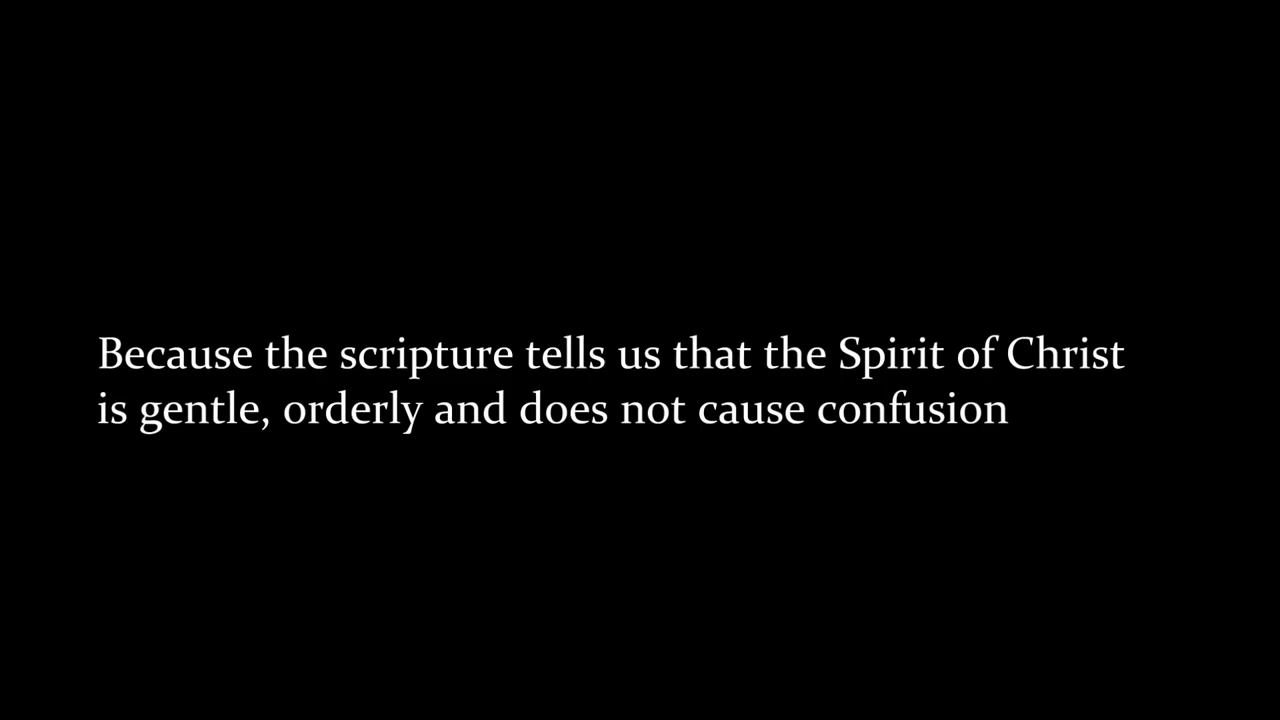 Because the scripture tells us that the Spirit of Christ
is gentle, orderly and does not cause confusion